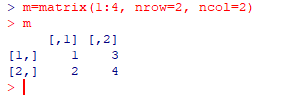 > m=matrix(1:4, nrow=2, ncol=2)
> m
     [,1] [,2]
[1,]    1    3
[2,]    2    4
>